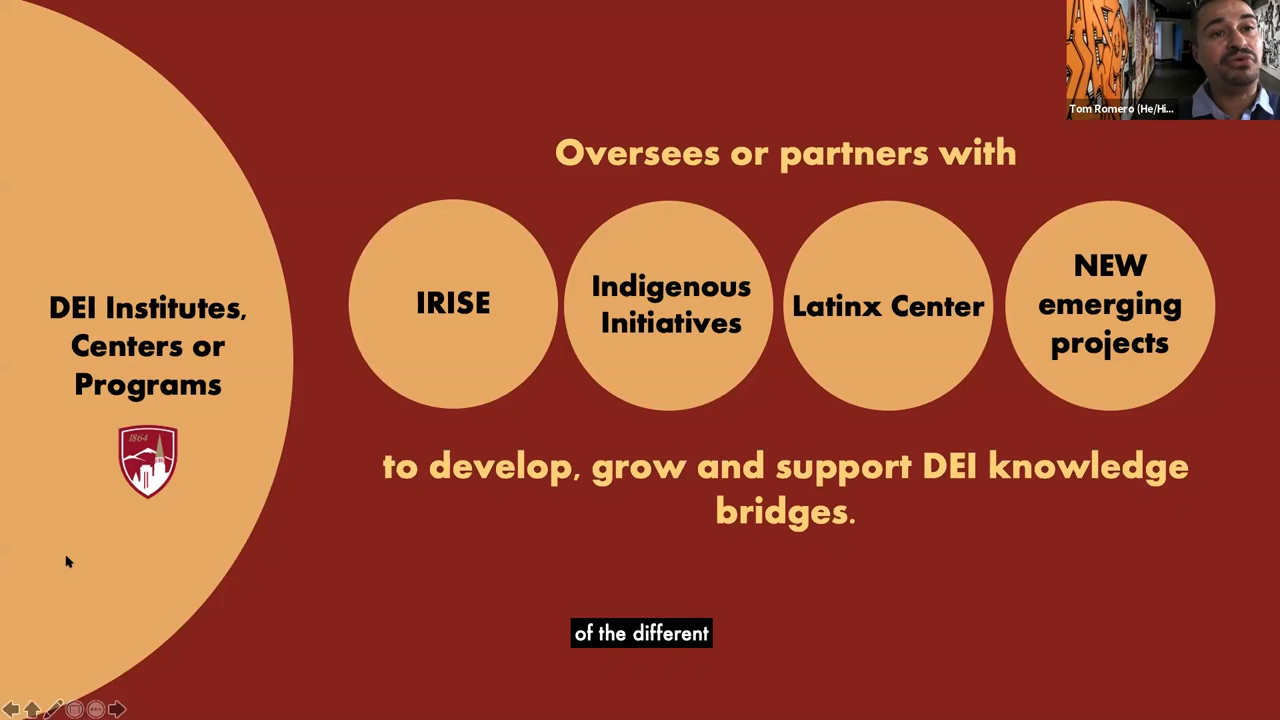 Tom Romero (He/Hi...
Oversees or partners with
DEI Institutes,
Centers or
Programs
1864
IRISE
Indigenous
Initiatives
Latinx Center
NEW
emerging
projects
to develop, grow and support DEI knowledge
bridges.
of the different